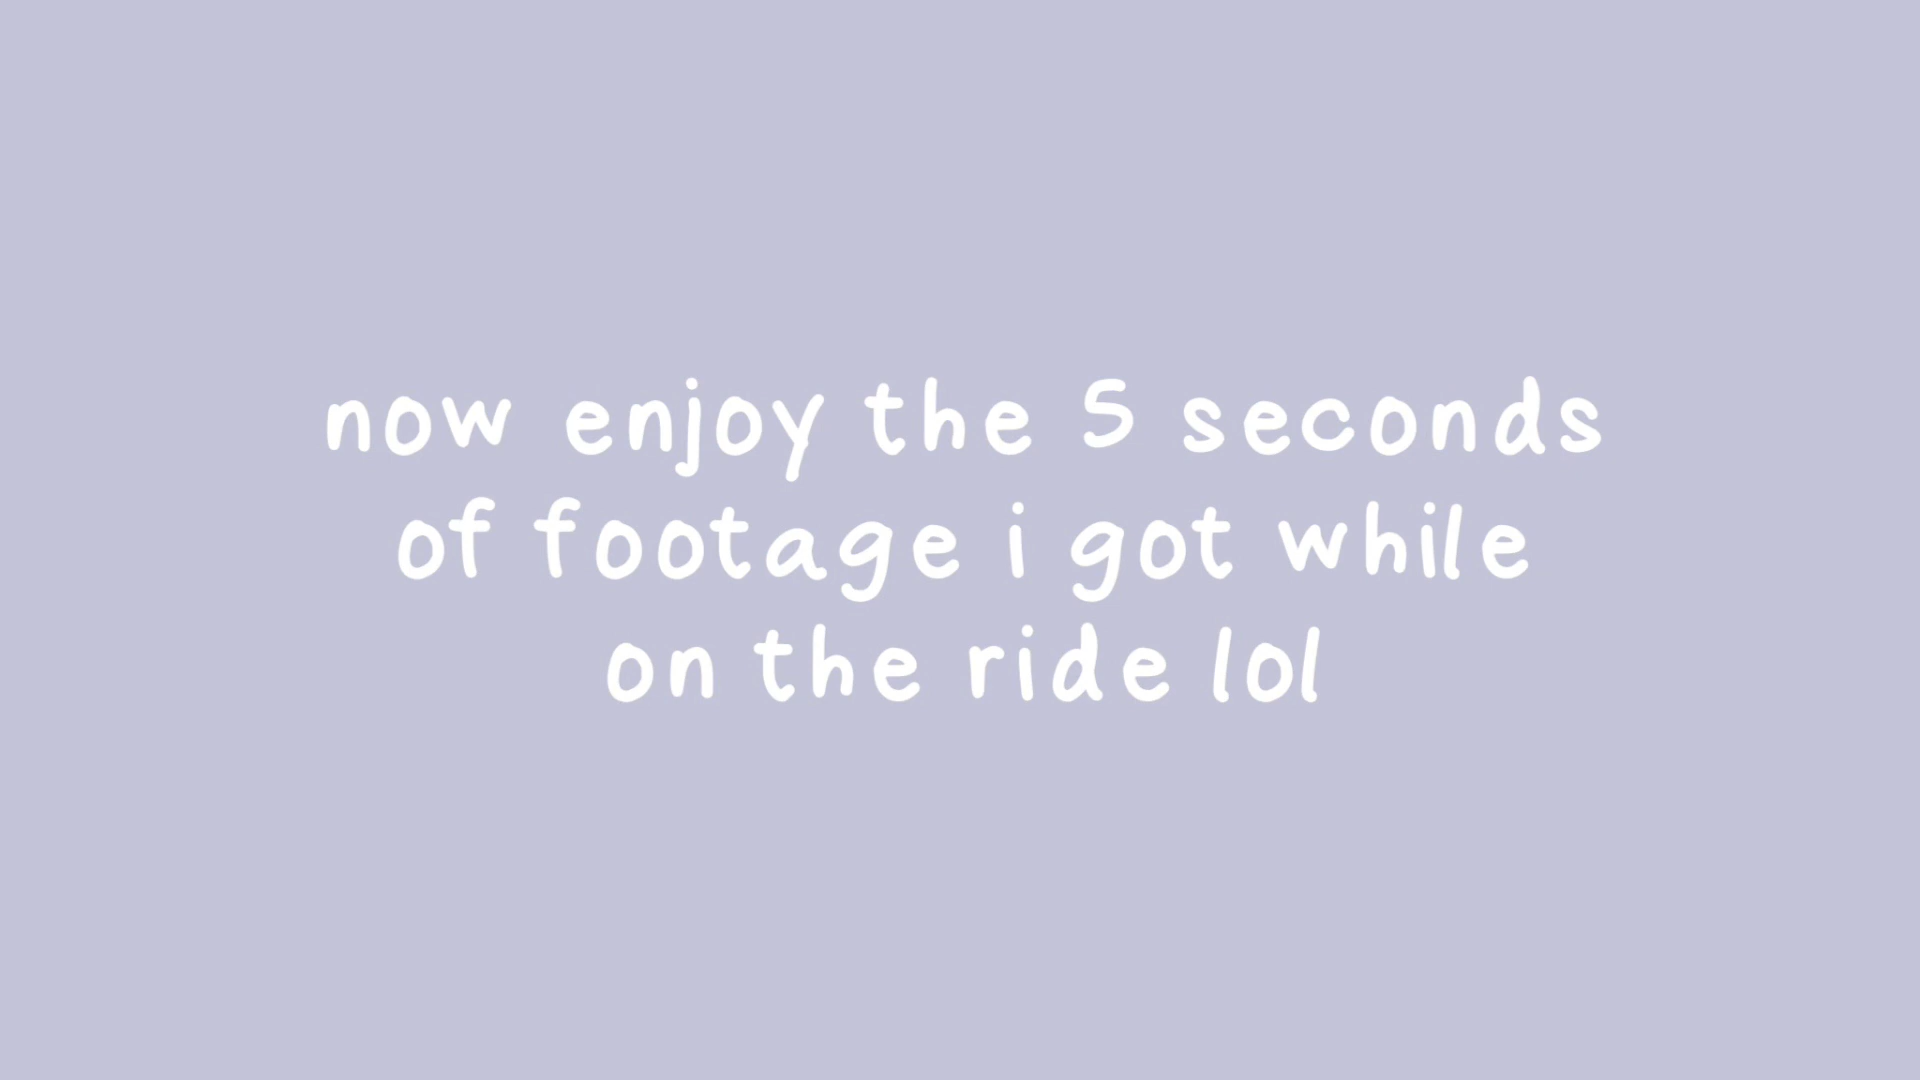 now enjoy the 5 seconds
of footage i got while
on the ride lol